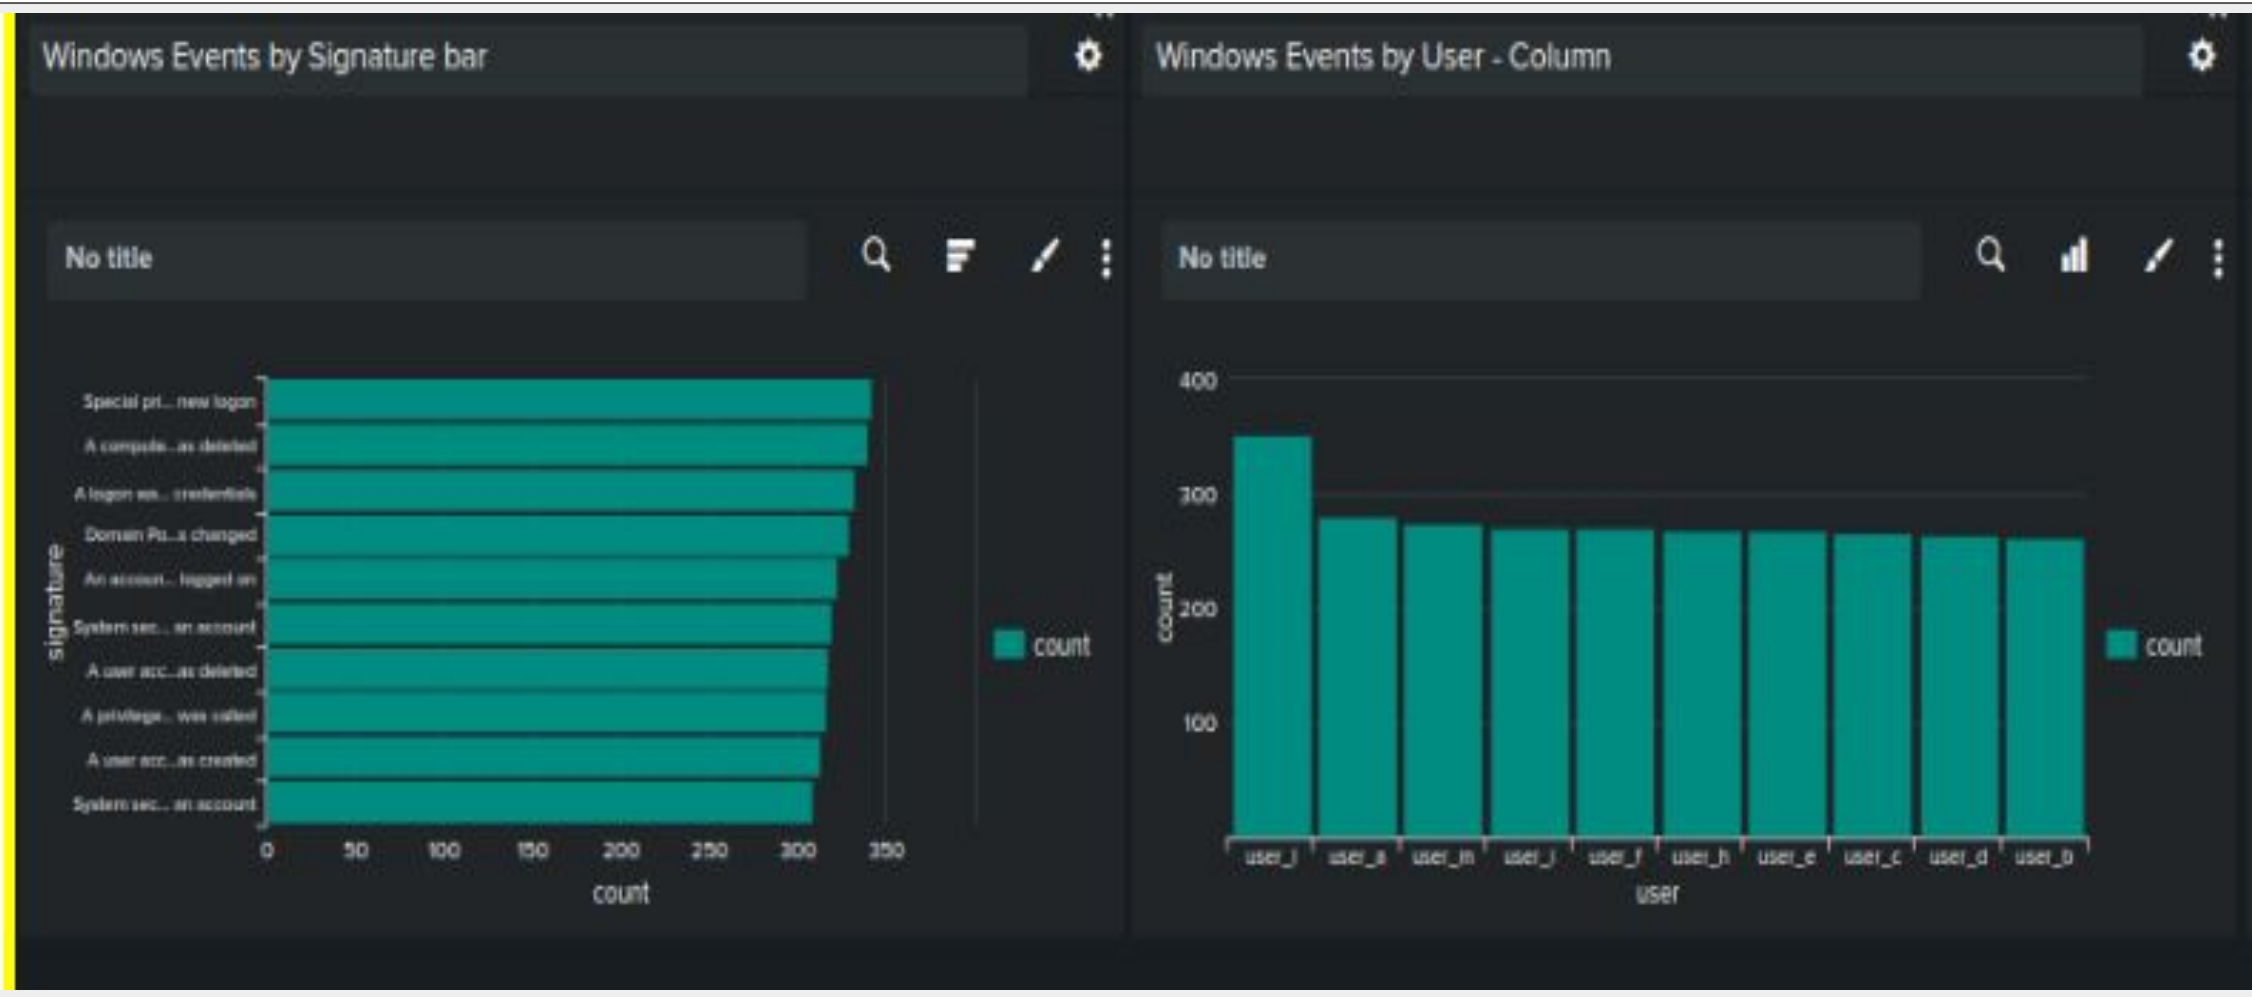 Windows Events by Signature bar
No title
signature
Special pri... new logon
A compute...as deleted
A logon wa... credentials
Domain Po...s changed
An accoun... logged on
System sec... an account
A user acc...as deleted
A privilege... was called
A user acc...as created
System sec... an account
0 50 100 150 200 250 300 350
count
count
Windows Events by User - Column
No title
400
300
200
100
count
user_a user_m user_f user_h user_e user_c user_d user_b
user
count